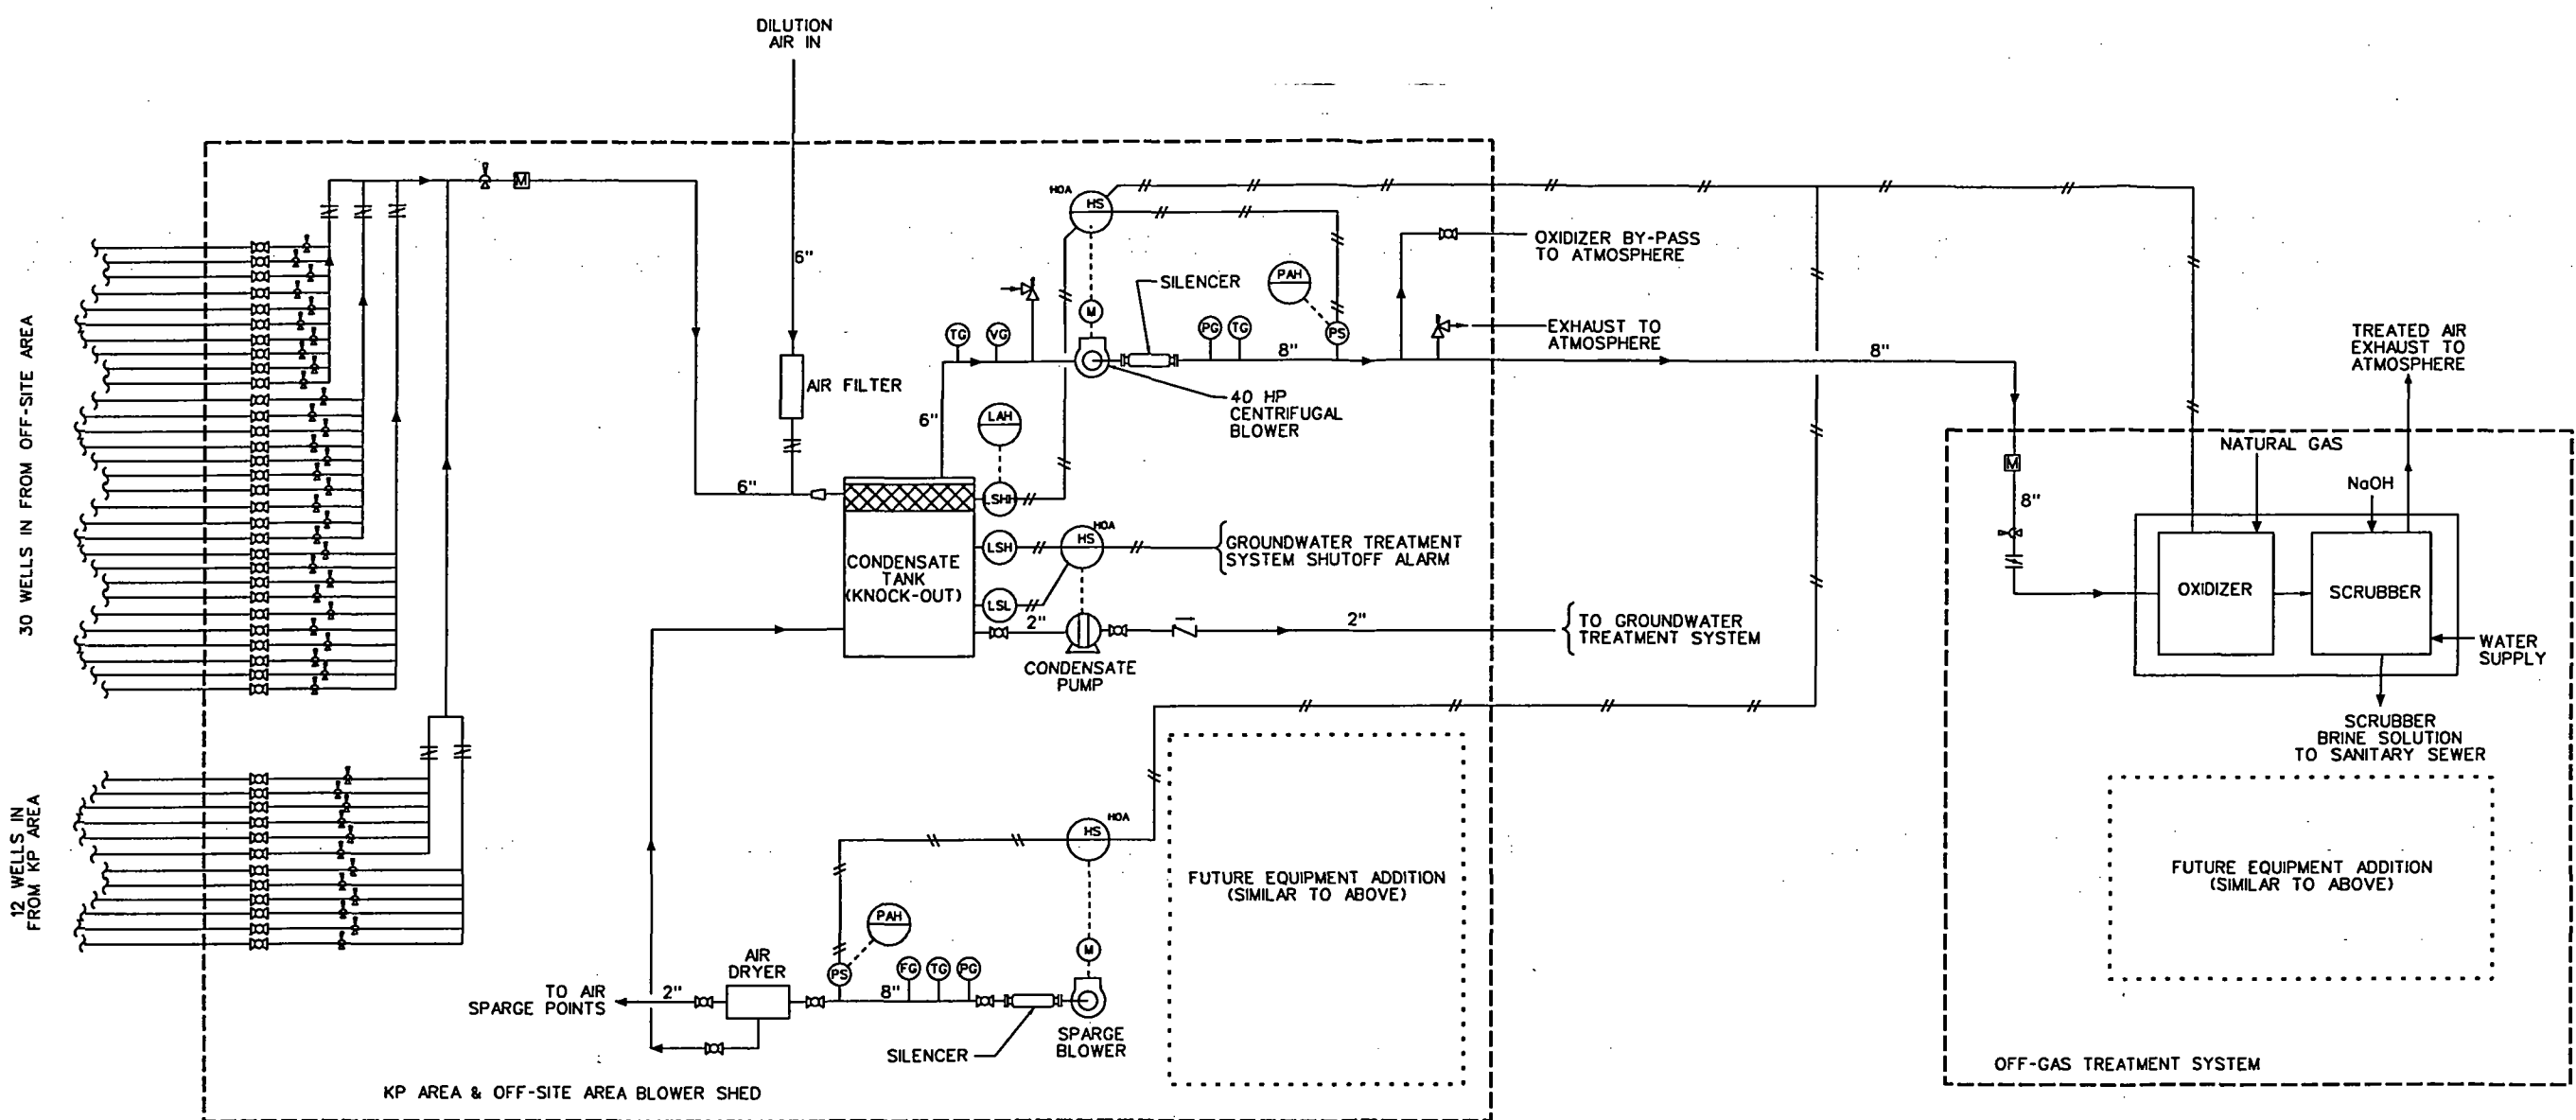 DILUTION
AIR IN
30 WELLS IN FROM OFF-SITE AREA
12 WELLS IN
FROM KP AREA
M
6"
AIR FILTER
6"
HOA
HS
M
SILENCER
PAH
PS
TG
VG
PG
TG
8"
40 HP
CENTRIFUGAL
BLOWER
6"
LAH
LSHH
OXIDIZER BY-PASS
TO ATMOSPHERE
EXHAUST TO
ATMOSPHERE
8"
CONDENSATE
TANK
(KNOCK-OUT)
LSH
HOA
HS
GROUNDWATER TREATMENT
SYSTEM SHUTOFF ALARM
LSL
2"
CONDENSATE
PUMP
2"
TO GROUNDWATER
TREATMENT SYSTEM
TREATED AIR
EXHAUST TO
ATMOSPHERE
NATURAL GAS
M
8"
NaOH
OXIDIZER
SCRUBBER
WATER
SUPPLY
SCRUBBER
BRINE SOLUTION
TO SANITARY SEWER
FUTURE EQUIPMENT ADDITION
(SIMILAR TO ABOVE)
OFF-GAS TREATMENT SYSTEM
FUTURE EQUIPMENT ADDITION
(SIMILAR TO ABOVE)
HOA
HS
M
PAH
PS
FG
TG
PG
8"
AIR
DRYER
2"
TO AIR
SPARGE POINTS
SILENCER
SPARGE
BLOWER
KP AREA & OFF-SITE AREA BLOWER SHED